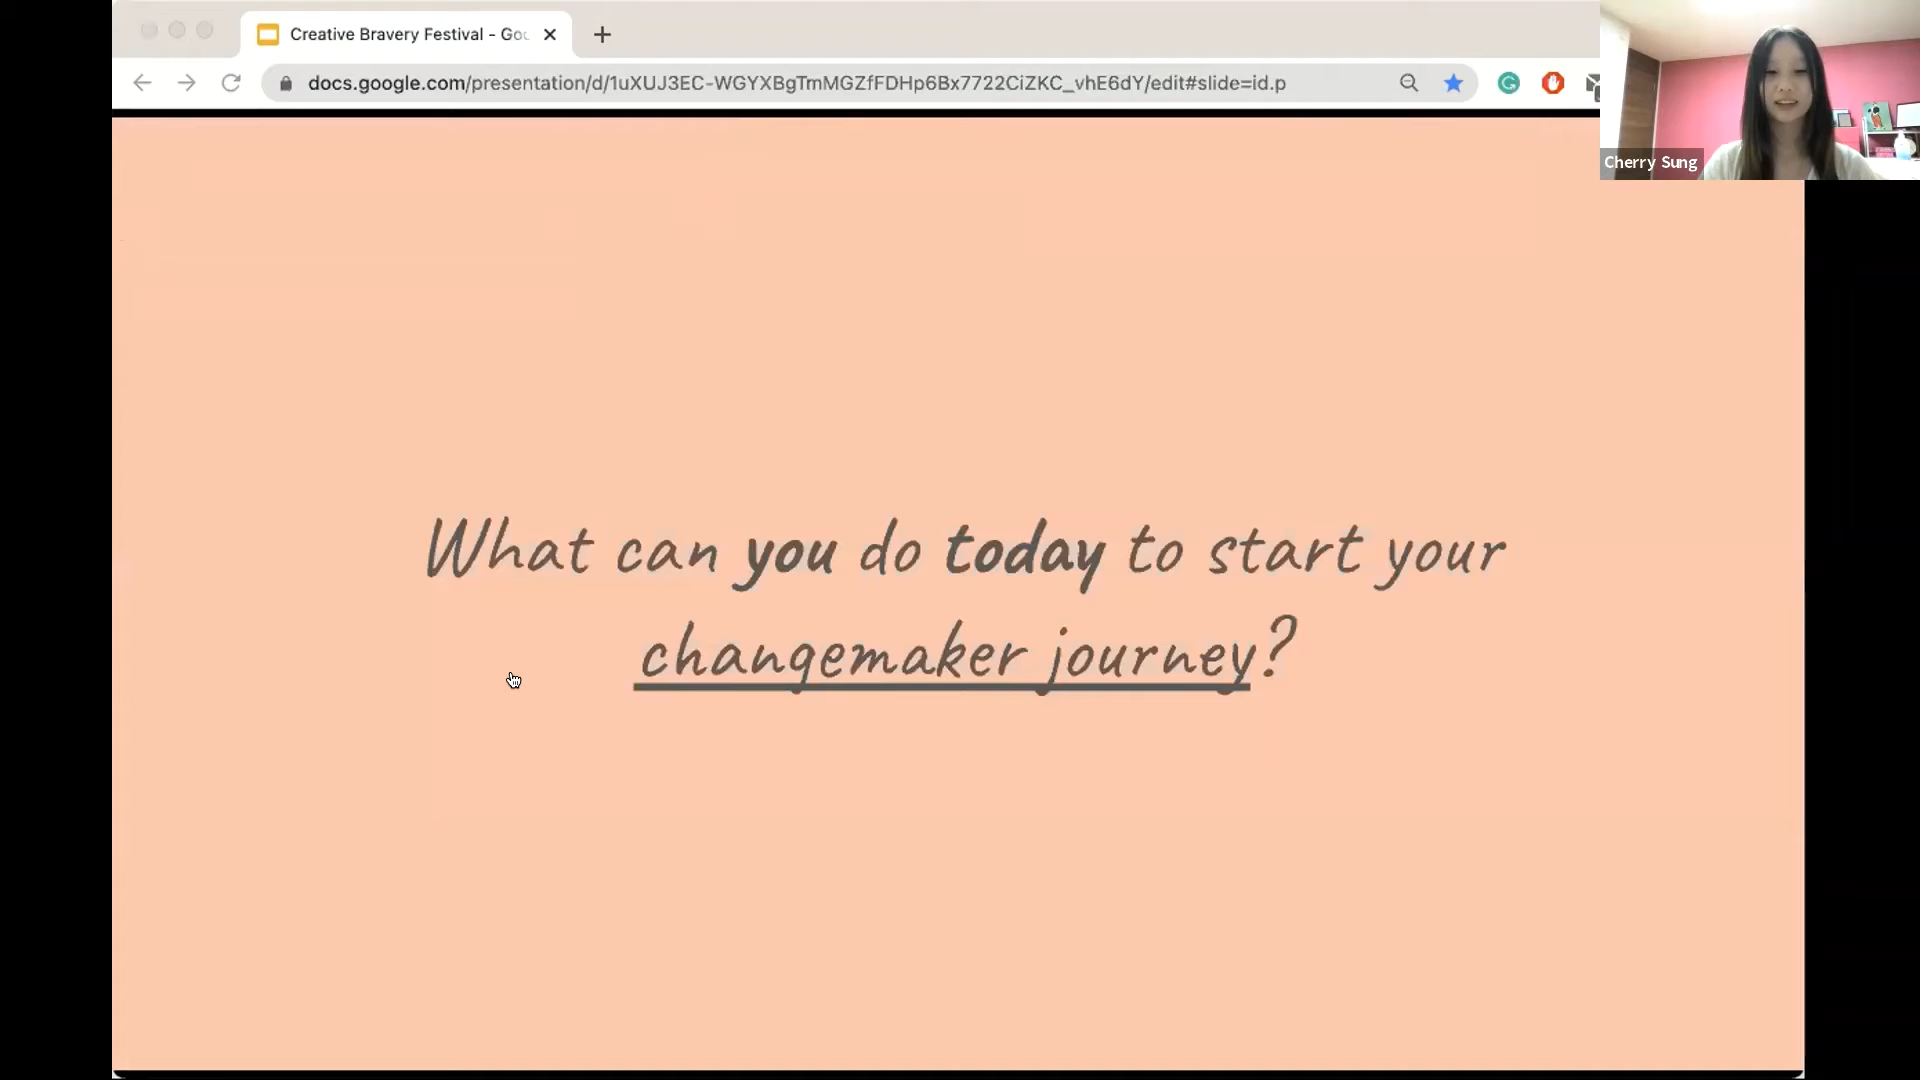 Creative Bravery Festival - Goo
docs.google.com/presentation/d/1uXUJ3EC-WGYXBgTmMGZfFDHp6Bx7722CiZKC_vhE6dY/edit#slide=id.p
Cherry Sung
What can you do today to start your
changemaker journey?